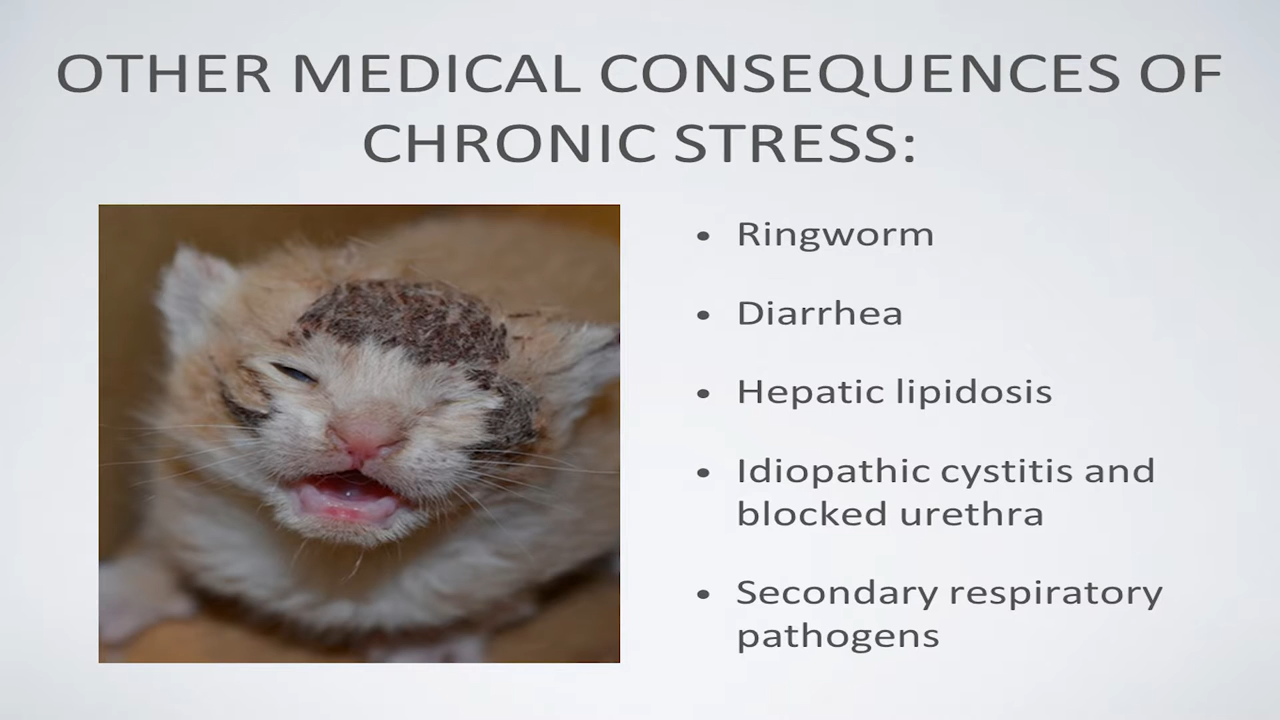 OTHER MEDICAL CONSEQUENCES OF
CHRONIC STRESS:
• Ringworm
• Diarrhea
• Hepatic lipidosis
• Idiopathic cystitis and
blocked urethra
• Secondary respiratory
pathogens